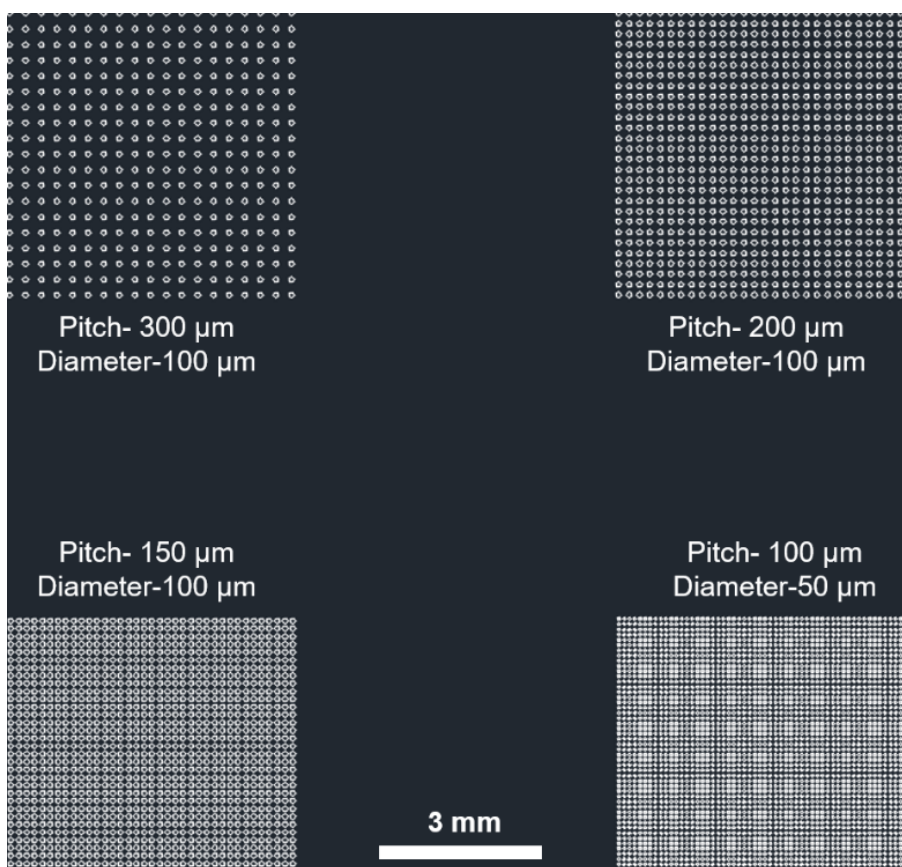 Pitch- 300 µm
Diameter-100 µm
Pitch- 200 µm
Diameter-100 µm
Pitch- 150 µm
Diameter-100 µm
Pitch- 100 µm
Diameter-50 µm
3 mm